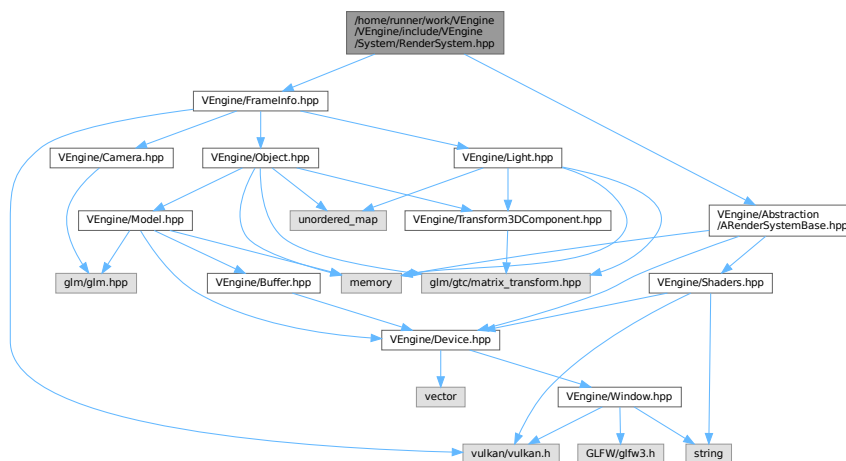 /home/runner/work/VEngine
/VEngine/include/VEngine
/System/RenderSystem.hpp
VEngine/FrameInfo.hpp
VEngine/Camera.hpp
VEngine/Object.hpp
VEngine/Light.hpp
VEngine/Model.hpp
unordered_map
VEngine/Transform3DComponent.hpp
VEngine/Abstraction
/ARenderSystemBase.hpp
glm/glm.hpp
VEngine/Buffer.hpp
memory
glm/gtc/matrix_transform.hpp
VEngine/Shaders.hpp
VEngine/Device.hpp
vector
VEngine/Window.hpp
vulkan/vulkan.h
GLFW/glfw3.h
string